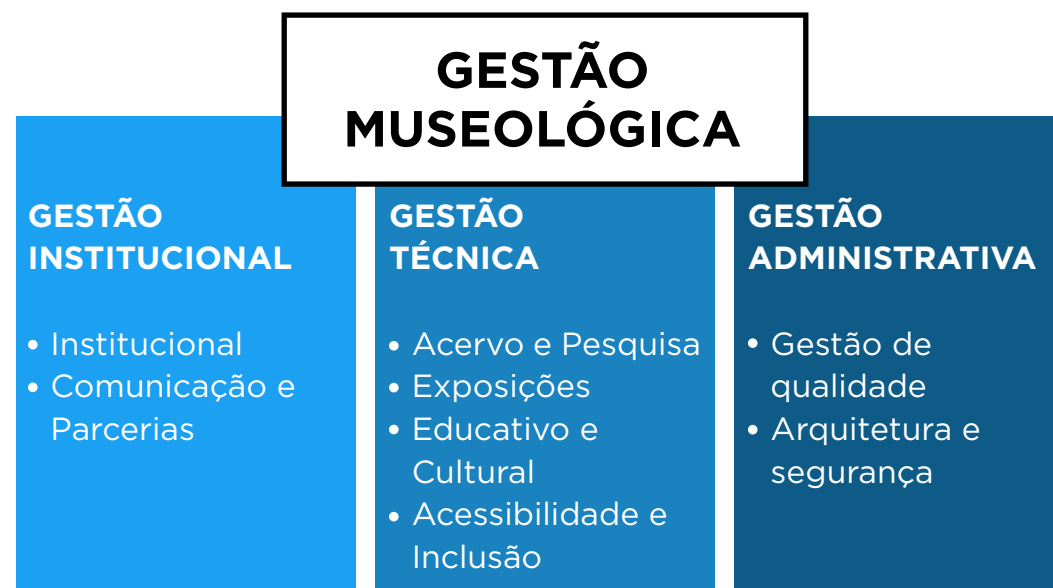 GESTÃO
MUSEOLÓGICA
GESTÃO
INSTITUCIONAL
• Institucional
• Comunicação e
Parcerias
GESTÃO
TÉCNICA
• Acervo e Pesquisa
• Exposições
• Educativo e
Cultural
• Acessibilidade e
Inclusão
GESTÃO
ADMINISTRATIVA
• Gestão de
qualidade
• Arquitetura e
segurança